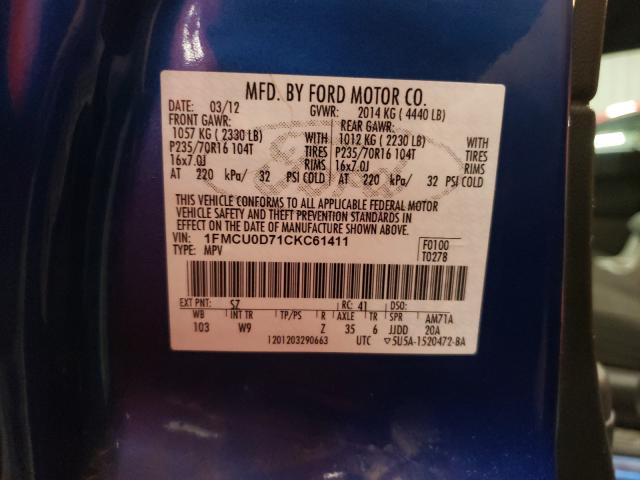 MFD. BY FORD MOTOR CO.
DATE: 03/12 GVWR: 2014 KG (4440 LB)
FRONT GAWR: REAR GAWR:
1057 KG (2330 LB) WITH 1012 KG (2230 LB) WITH
P235/70R16 104T TIRES P235/70R16 104T TIRES
16x7.0J RIMS 16x7.0J RIMS
AT 220 kPa/ 32 PSI COLD AT 220 kPa/ 32 PSI COLD
THIS VEHICLE CONFORMS TO ALL APPLICABLE FEDERAL MOTOR
VEHICLE SAFETY AND THEFT PREVENTION STANDARDS IN
EFFECT ON THE DATE OF MANUFACTURE SHOWN ABOVE.
VIN: 1FMCU0D71CKC61411 F0100
TYPE: MPV T0278
EXT PNT: SZ RC: 41 DSO:
WB INT TR TP/PS R AXLE TR SPR AM71A
103 W9 Z 35 6 JJDD 20A
1201203290663 UTC ▽5U5A-1520472-BA